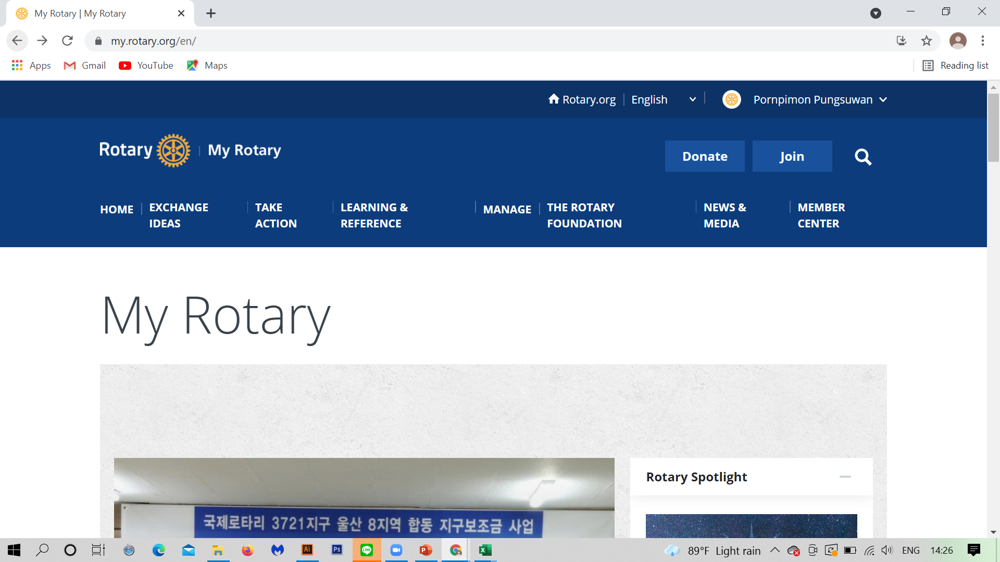 My Rotary | My Rotary
my.rotary.org/en/
Apps Gmail YouTube Maps Reading list
Rotary.org English Pornpimon Pungsuwan
Rotary | My Rotary Donate Join
HOME EXCHANGE IDEAS TAKE ACTION LEARNING & REFERENCE MANAGE THE ROTARY FOUNDATION NEWS & MEDIA MEMBER CENTER
My Rotary
Rotary Spotlight
국제로타리 3721지구 울산 8지역 합동 지구보조금 사업
Ai Ps LINE P X 89°F Light rain ENG 14:26